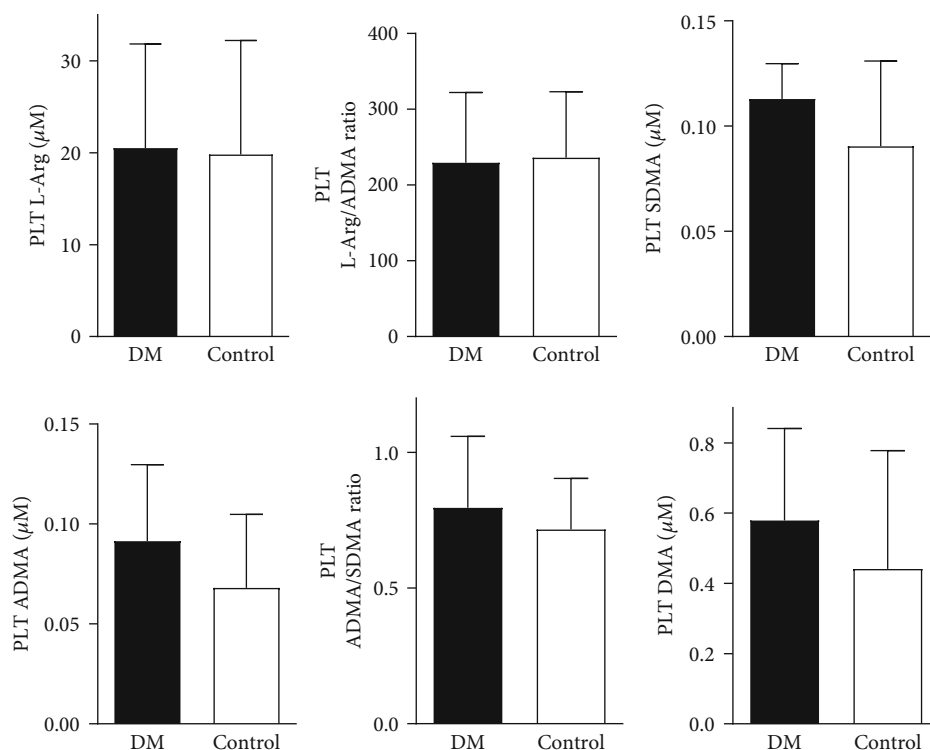 PLT L-Arg (μM)
30
20
10
0
DM Control
PLT
L-Arg/ADMA ratio
400
300
200
100
0
DM Control
PLT SDMA (μM)
0.15
0.10
0.05
0.00
DM Control
PLT ADMA (μM)
0.15
0.10
0.05
0.00
DM Control
PLT
ADMA/SDMA ratio
1.0
0.5
0.0
DM Control
PLT DMA (μM)
0.8
0.6
0.4
0.2
0.0
DM Control